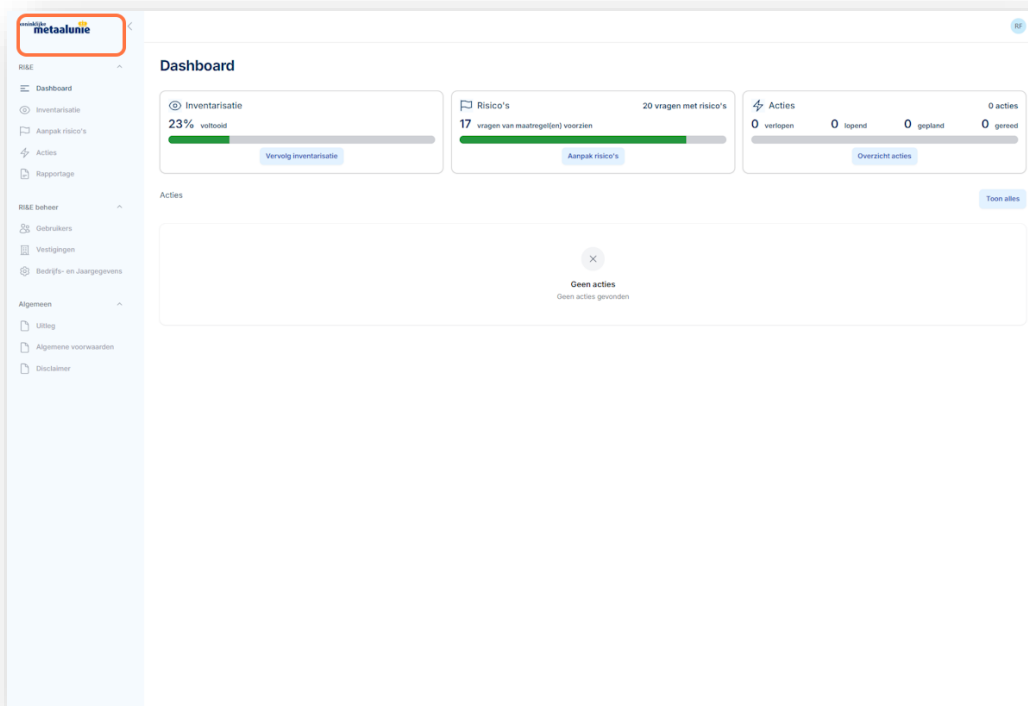 koninklijke
metaalunie
RF
RI&E
Dashboard
Inventarisatie
Aanpak risico's
Acties
Rapportage
RI&E beheer
Gebruikers
Vestigingen
Bedrijfs- en Jaargegevens
Algemeen
Uitleg
Algemene voorwaarden
Disclaimer
Dashboard
Inventarisatie
23% voltooid
Vervolg inventarisatie
Risico's 20 vragen met risico's
17 vragen van maatregel(en) voorzien
Aanpak risico's
Acties 0 acties
0 verlopen 0 lopend 0 gepland 0 gereed
Overzicht acties
Acties
Toon alles
Geen acties
Geen acties gevonden